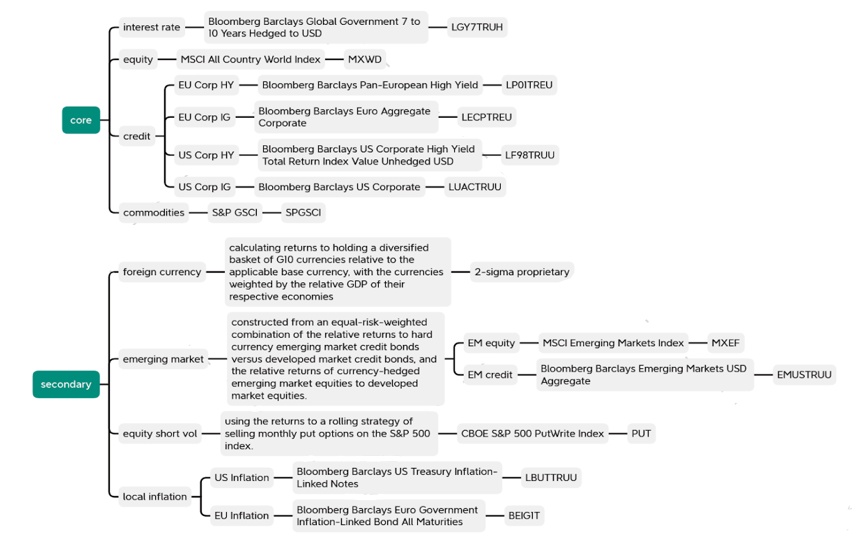 core
interest rate
Bloomberg Barclays Global Government 7 to
10 Years Hedged to USD
LGY7TRUH
equity
MSCI All Country World Index
MXWD
credit
EU Corp HY
Bloomberg Barclays Pan-European High Yield
LP01TREU
EU Corp IG
Bloomberg Barclays Euro Aggregate
Corporate
LECPTREU
US Corp HY
Bloomberg Barclays US Corporate High Yield
Total Return Index Value Unhedged USD
LF98TRUU
US Corp IG
Bloomberg Barclays US Corporate
LUACTRUU
commodities
S&P GSCI
SPGSCI
secondary
foreign currency
calculating returns to holding a diversified
basket of G10 currencies relative to the
applicable base currency, with the currencies
weighted by the relative GDP of their
respective economies
2-sigma proprietary
emerging market
constructed from an equal-risk-weighted
combination of the relative returns to hard
currency emerging market credit bonds
versus developed market credit bonds, and
the relative returns of currency-hedged
emerging market equities to developed
market equities.
EM equity
MSCI Emerging Markets Index
MXEF
EM credit
Bloomberg Barclays Emerging Markets USD
Aggregate
EMUSTRUU
equity short vol
using the returns to a rolling strategy of
selling monthly put options on the S&P 500
index.
CBOE S&P 500 PutWrite Index
PUT
local inflation
US Inflation
Bloomberg Barclays US Treasury Inflation-
Linked Notes
LBUTTRUU
EU Inflation
Bloomberg Barclays Euro Government
Inflation-Linked Bond All Maturities
BEIG1T